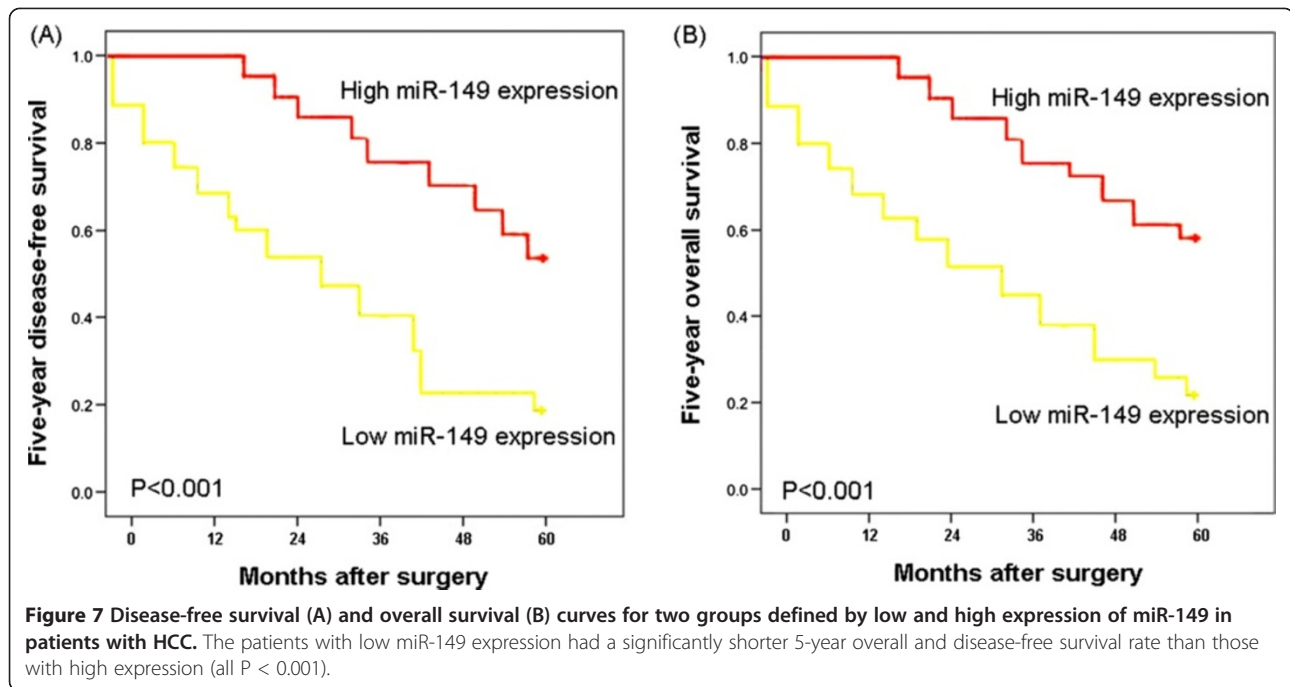 (A)
1.0
0.8
0.6
0.4
0.2
0.0
Five-year disease-free survival
High miR-149 expression
Low miR-149 expression
P<0.001
0 12 24 36 48 60
Months after surgery
(B)
1.0
0.8
0.6
0.4
0.2
0.0
Five-year overall survival
High miR-149 expression
Low miR-149 expression
P<0.001
0 12 24 36 48 60
Months after surgery
Figure 7 Disease-free survival (A) and overall survival (B) curves for two groups defined by low and high expression of miR-149 in
patients with HCC. The patients with low miR-149 expression had a significantly shorter 5-year overall and disease-free survival rate than those
with high expression (all P < 0.001).